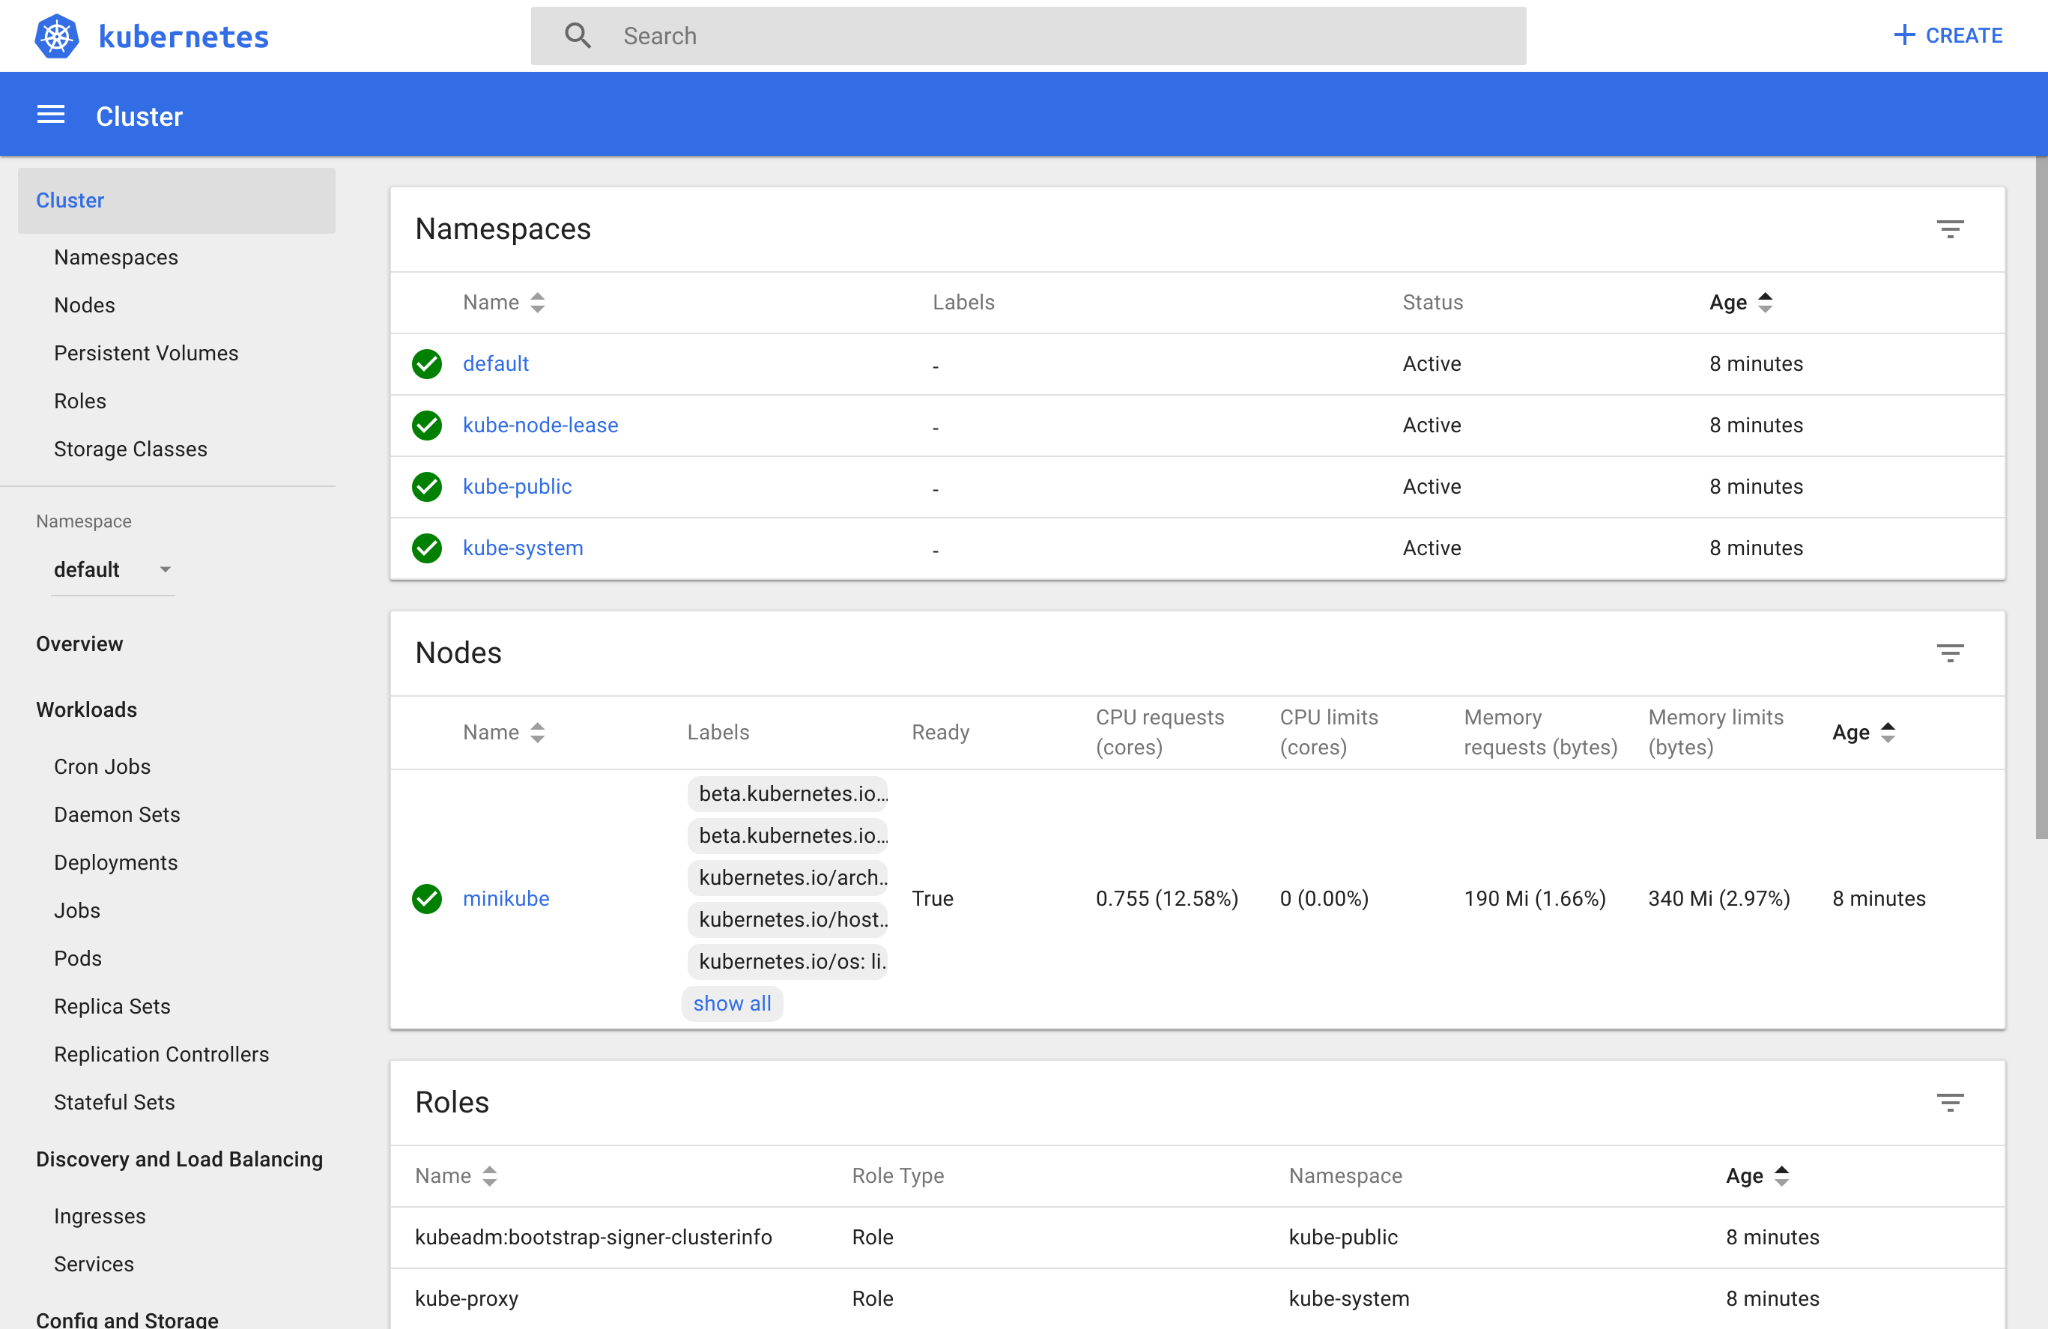 kubernetes
Search
CREATE
Cluster
Cluster
Namespaces
Nodes
Persistent Volumes
Roles
Storage Classes
Namespace
default
Overview
Workloads
Cron Jobs
Daemon Sets
Deployments
Jobs
Pods
Replica Sets
Replication Controllers
Stateful Sets
Discovery and Load Balancing
Ingresses
Services
Config and Storage
Namespaces
Name Labels Status Age
default - Active 8 minutes
kube-node-lease - Active 8 minutes
kube-public - Active 8 minutes
kube-system - Active 8 minutes
Nodes
Name Labels Ready CPU requests (cores) CPU limits (cores) Memory requests (bytes) Memory limits (bytes) Age
beta.kubernetes.io…
beta.kubernetes.io…
kubernetes.io/arch…
kubernetes.io/host…
kubernetes.io/os: li…
show all
minikube True 0.755 (12.58%) 0 (0.00%) 190 Mi (1.66%) 340 Mi (2.97%) 8 minutes
Roles
Name Role Type Namespace Age
kubeadm:bootstrap-signer-clusterinfo Role kube-public 8 minutes
kube-proxy Role kube-system 8 minutes